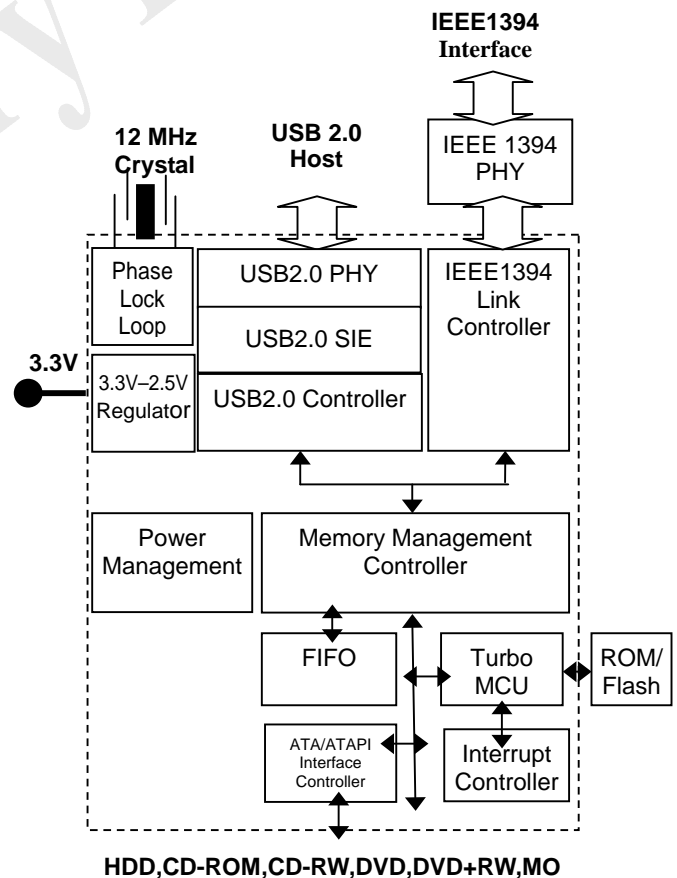 IEEE1394
Interface
12 MHz
Crystal
USB 2.0
Host
IEEE 1394
PHY
Phase
Lock
Loop
USB2.0 PHY
IEEE1394
Link
Controller
USB2.0 SIE
3.3V
3.3V–2.5V
Regulator
USB2.0 Controller
Power
Management
Memory Management
Controller
FIFO
Turbo
MCU
ROM/
Flash
ATA/ATAPI
Interface
Controller
Interrupt
Controller
HDD,CD-ROM,CD-RW,DVD,DVD+RW,MO